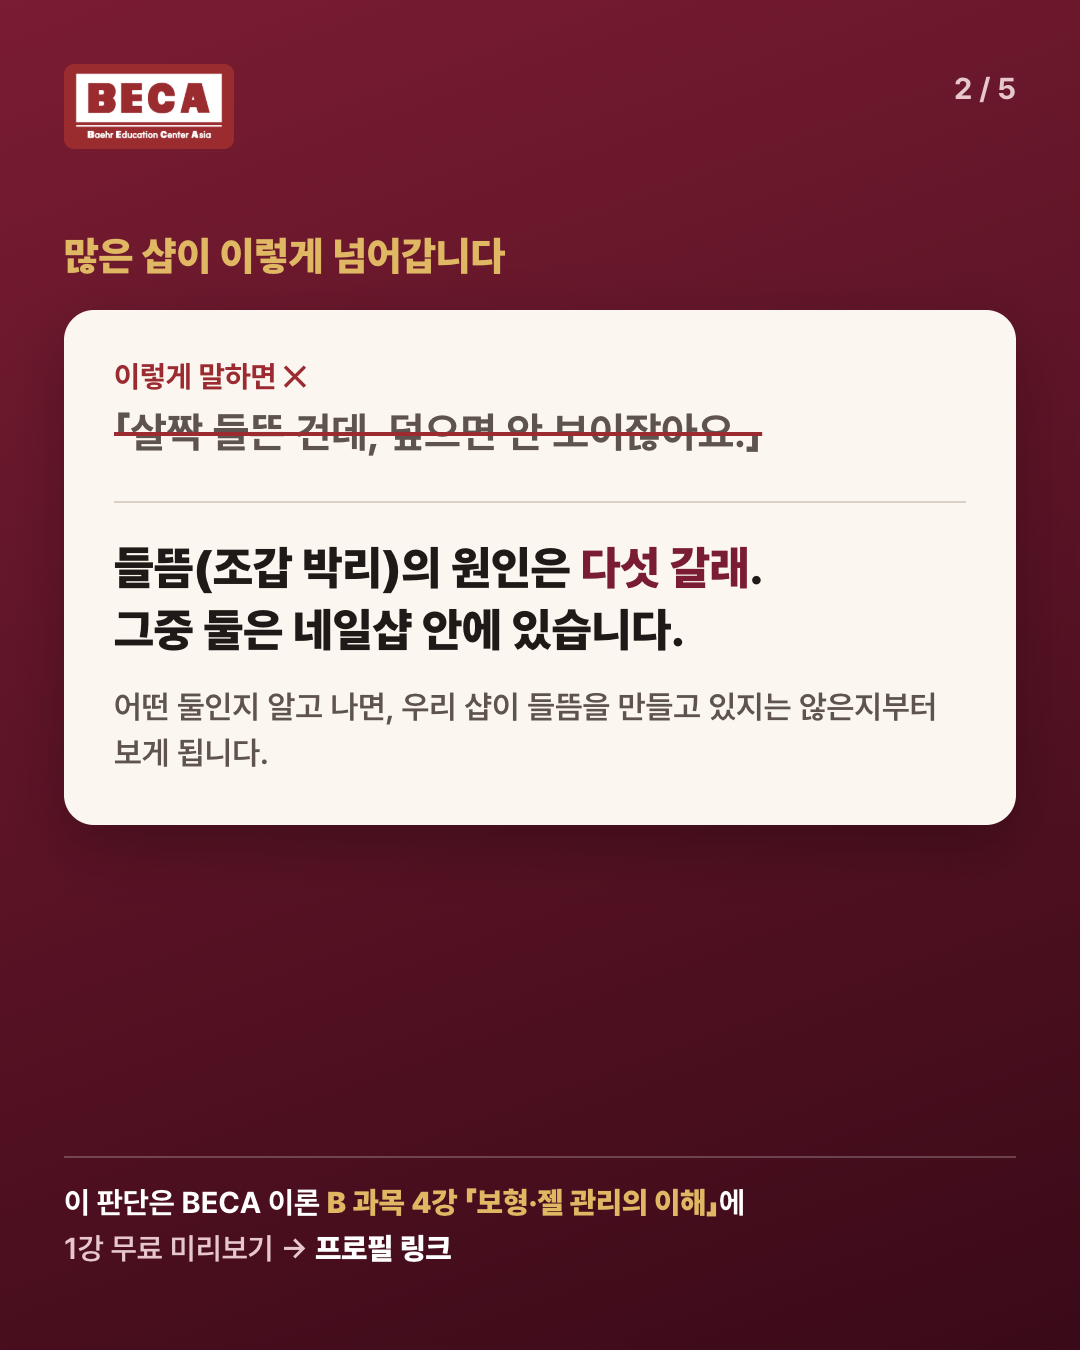 BECA
Baehr Education Center Asia
2 / 5
많은 샵이 이렇게 넘어갑니다
이렇게 말하면 ✕
「살짝 들뜬 건데, 덮으면 안 보이잖아요.」
들뜸(조갑 박리)의 원인은 다섯 갈래.
그중 둘은 네일샵 안에 있습니다.
어떤 둘인지 알고 나면, 우리 샵이 들뜸을 만들고 있지는 않은지부터
보게 됩니다.
이 판단은 BECA 이론 B 과목 4강 「보형·젤 관리의 이해」에
1강 무료 미리보기 → 프로필 링크